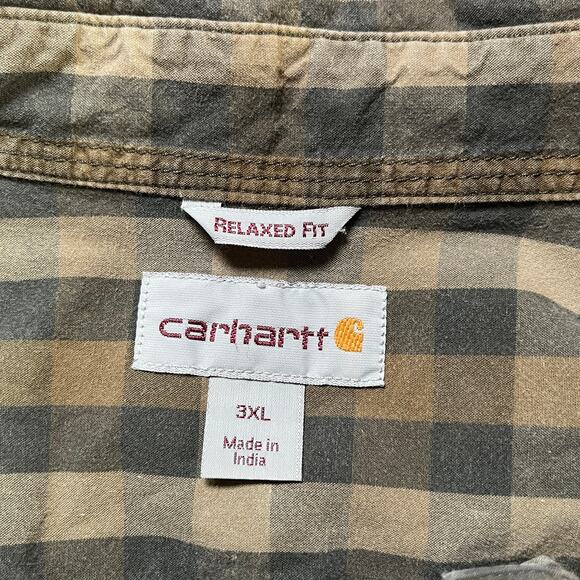 RELAXED FIT
carhartt
3XL
Made in
India